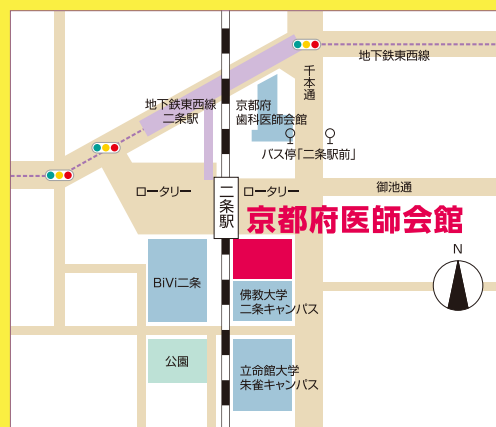 千本通
地下鉄東西線
地下鉄東西線
二条駅
京都府
歯科医師会館
バス停「二条駅前」
ロータリー
二条駅
ロータリー
御池通
京都府医師会館
N
BiVi二条
佛教大学
二条キャンパス
公園
立命館大学
朱雀キャンパス